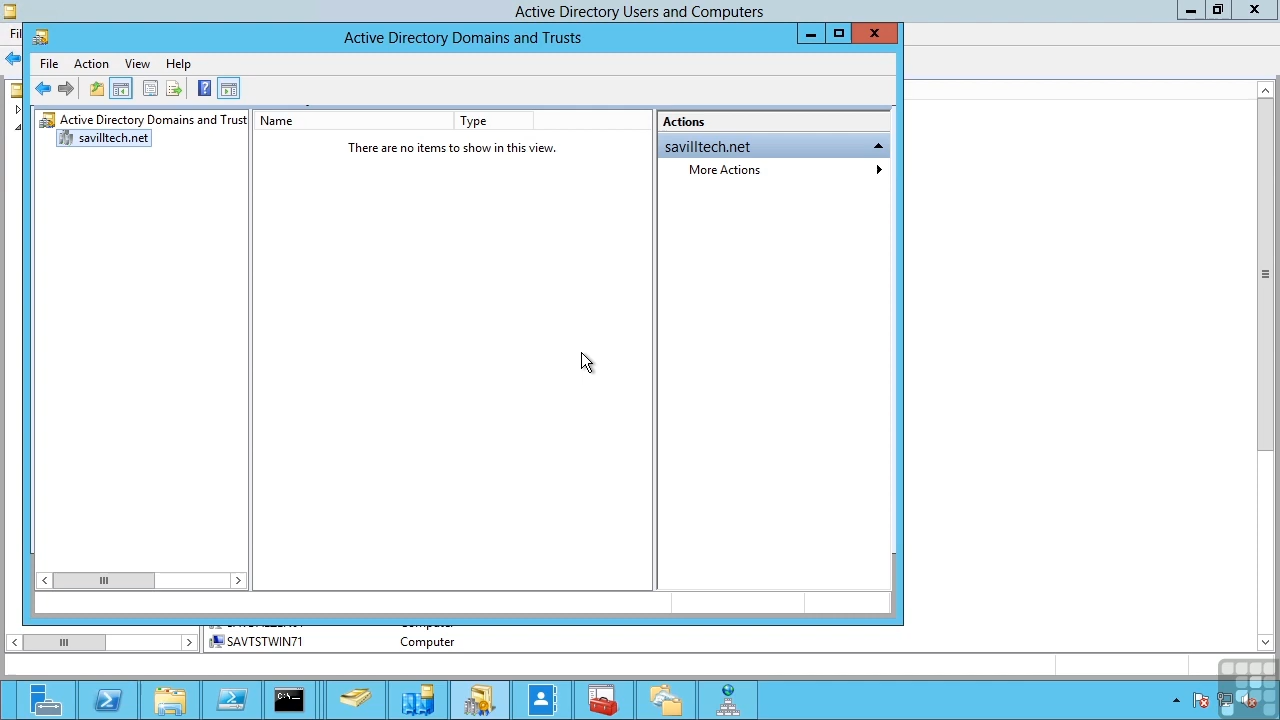 Active Directory Users and Computers
Fil
Active Directory Domains and Trusts
File Action View Help
Active Directory Domains and Trust
savilltech.net
Name Type
There are no items to show in this view.
Actions
savilltech.net
More Actions
Computer
SAVTSTWIN71 Computer